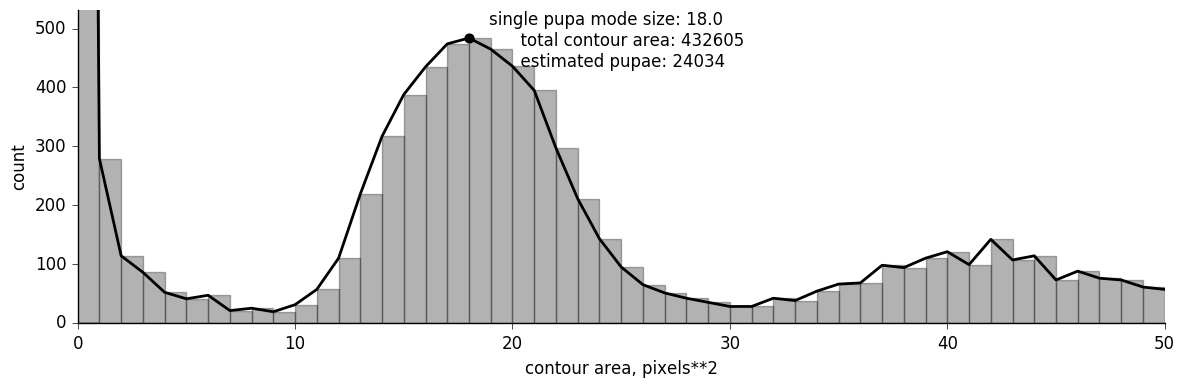 single pupa mode size: 18.0
total contour area: 432605
estimated pupae: 24034
500
400
300
200
100
0
count
0 10 20 30 40 50
contour area, pixels**2